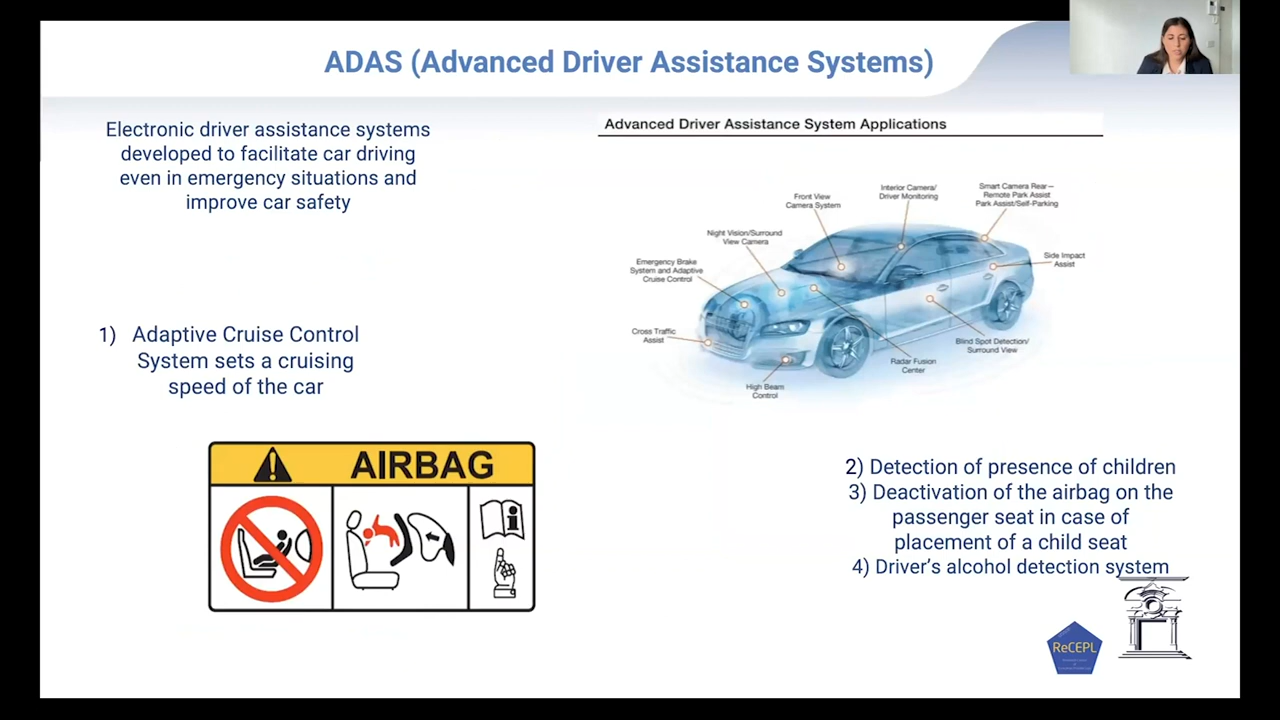 ADAS (Advanced Driver Assistance Systems)
Electronic driver assistance systems
developed to facilitate car driving
even in emergency situations and
improve car safety
Advanced Driver Assistance System Applications
Front View
Camera System
Interior Camera/
Driver Monitoring
Smart Camera Rear—
Remote Park Assist
Park Assist/Self-Parking
Night Vision/Surround
View Camera
Side Impact
Assist
Emergency Brake
System and Adaptive
Cruise Control
Cross Traffic
Assist
Blind Spot Detection/
Surround View
Radar Fusion
Center
High Beam
Control
1) Adaptive Cruise Control
System sets a cruising
speed of the car
AIRBAG
2) Detection of presence of children
3) Deactivation of the airbag on the
passenger seat in case of
placement of a child seat
4) Driver's alcohol detection system
ReCEPL